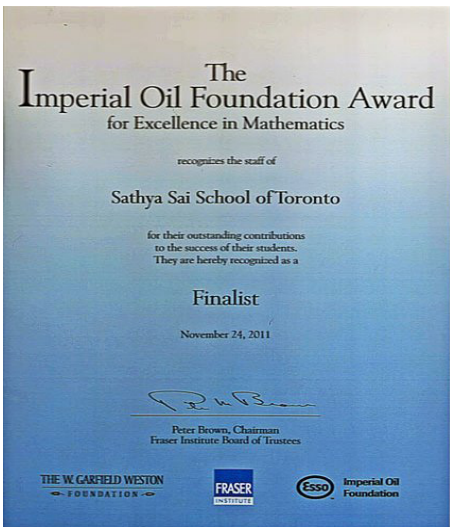 The
Imperial Oil Foundation Award
for Excellence in Mathematics
recognizes the staff of
Sathya Sai School of Toronto
for their outstanding contributions
to the success of their students.
They are hereby recognized as a
Finalist
November 24, 2011
Peter Brown, Chairman
Fraser Institute Board of Trustees
THE W. GARFIELD WESTON
FOUNDATION
FRASER
INSTITUTE
Esso
Imperial Oil
Foundation